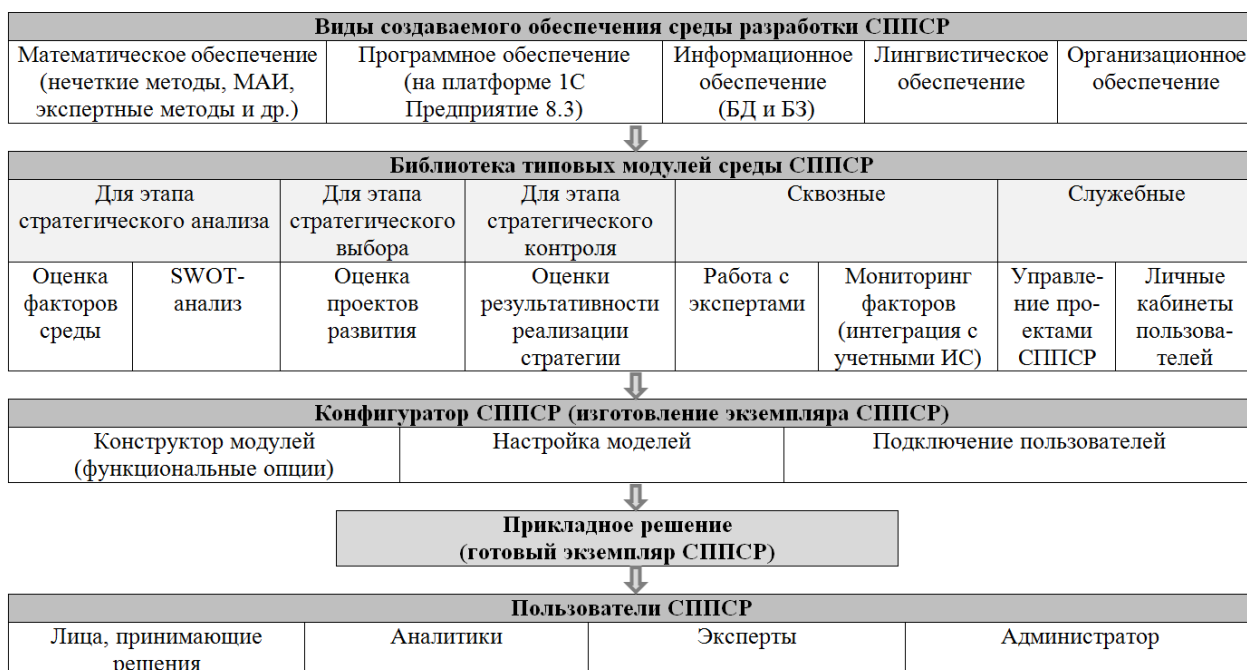 Виды создаваемого обеспечения среды разработки СППСР
Математическое обеспечение
(нечеткие методы, МАИ,
экспертные методы и др.)
Программное обеспечение
(на платформе 1С
Предприятие 8.3)
Информационное
обеспечение
(БД и БЗ)
Лингвистическое
обеспечение
Организационное
обеспечение
Библиотека типовых модулей среды СППСР
Для этапа
стратегического анализа
Для этапа
стратегического
выбора
Для этапа
стратегического
контроля
Сквозные
Служебные
Оценка
факторов
среды
SWOT-
анализ
Оценка
проектов
развития
Оценки
результативности
реализации
стратегии
Работа с
экспертами
Мониторинг
факторов
(интеграция с
учетными ИС)
Управле-
ние про-
ектами
СППСР
Личные
кабинеты
пользова-
телей
Конфигуратор СППСР (изготовление экземпляра СППСР)
Конструктор модулей
(функциональные опции)
Настройка моделей
Подключение пользователей
Прикладное решение
(готовый экземпляр СППСР)
Пользователи СППСР
Лица, принимающие
решения
Аналитики
Эксперты
Администратор